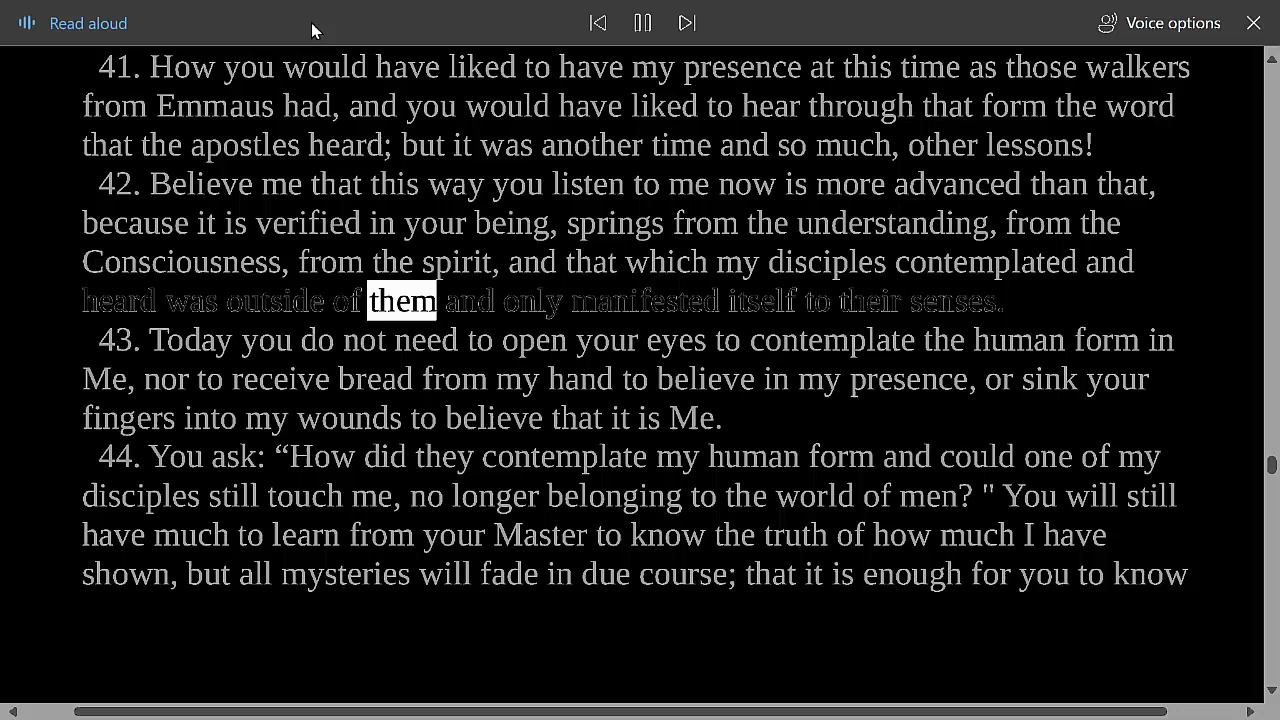 Read aloud
Voice options
41. How you would have liked to have my presence at this time as those walkers
from Emmaus had, and you would have liked to hear through that form the word
that the apostles heard; but it was another time and so much, other lessons!
42. Believe me that this way you listen to me now is more advanced than that,
because it is verified in your being, springs from the understanding, from the
Consciousness, from the spirit, and that which my disciples contemplated and
heard was outside of them and only manifested itself to their senses.
43. Today you do not need to open your eyes to contemplate the human form in
Me, nor to receive bread from my hand to believe in my presence, or sink your
fingers into my wounds to believe that it is Me.
44. You ask: “How did they contemplate my human form and could one of my
disciples still touch me, no longer belonging to the world of men? " You will still
have much to learn from your Master to know the truth of how much I have
shown, but all mysteries will fade in due course; that it is enough for you to know